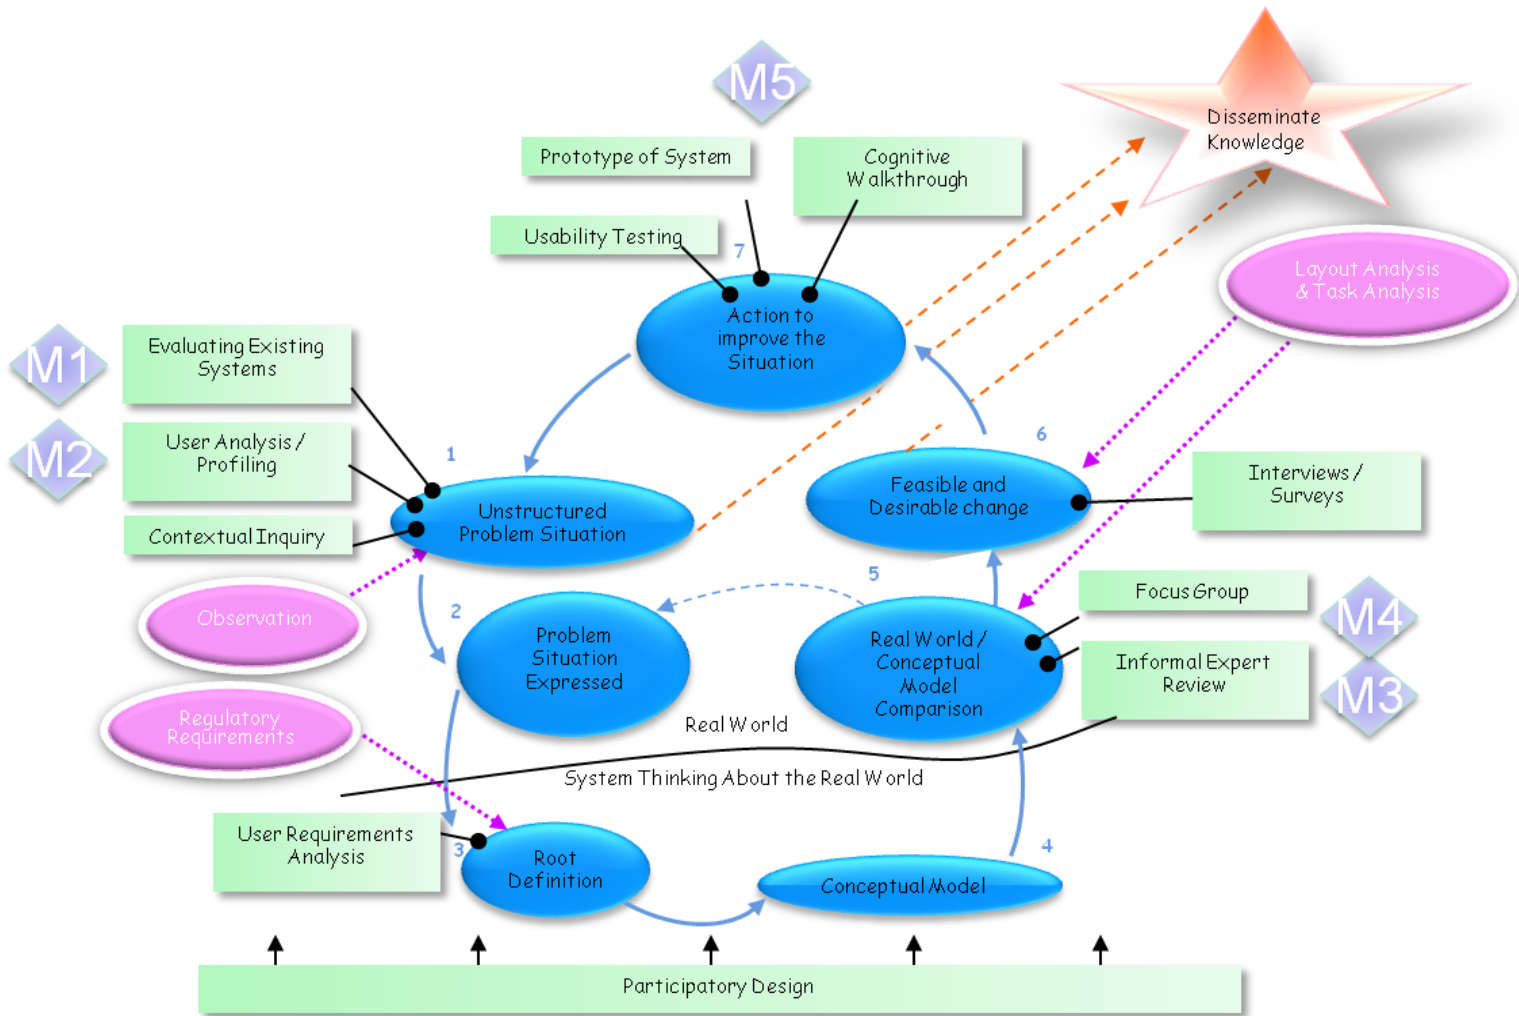 M5
Disseminate
Knowledge
Prototype of System
Cognitive
Walkthrough
Usability Testing
7
Layout Analysis
& Task Analysis
Action to
improve the
Situation
M1
Evaluating Existing
Systems
M2
User Analysis /
Profiling
1
6
Contextual Inquiry
Unstructured
Problem Situation
Feasible and
Desirable change
Interviews /
Surveys
Observation
2
5
Problem
Situation
Expressed
Real World /
Conceptual
Model
Comparison
Focus Group
M4
Informal Expert
Review
M3
Regulatory
Requirements
Real World
System Thinking About the Real World
User Requirements
Analysis
3
Root
Definition
4
Conceptual Model
Participatory Design